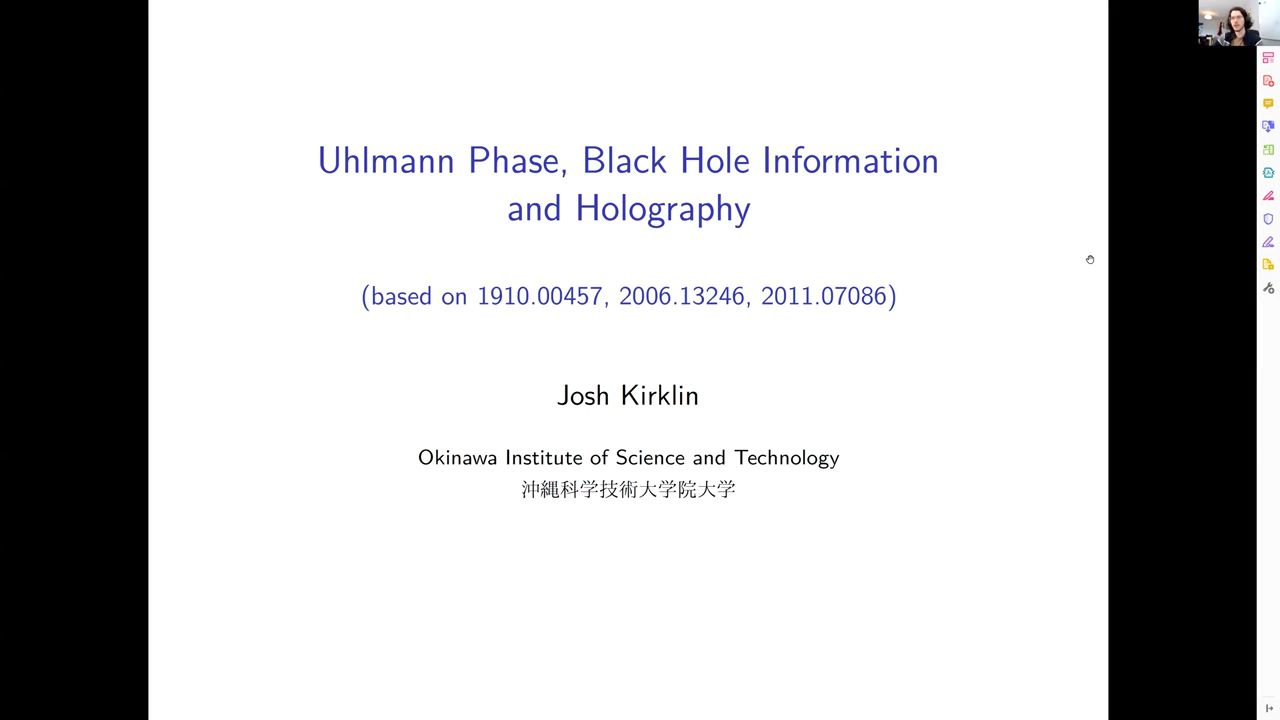 Uhlmann Phase, Black Hole Information
and Holography
(based on 1910.00457, 2006.13246, 2011.07086)
Josh Kirklin
Okinawa Institute of Science and Technology
沖縄科学技術大学院大学